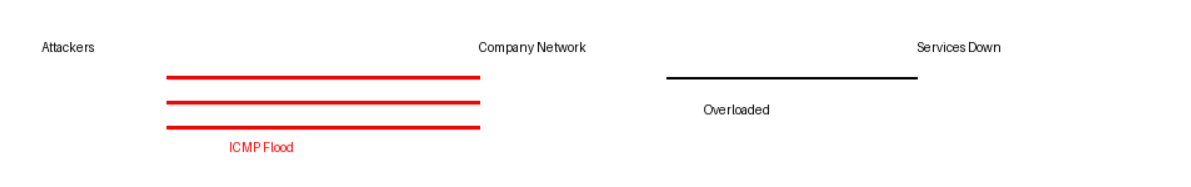 Attackers
Company Network
Services Down
Overloaded
ICMP Flood